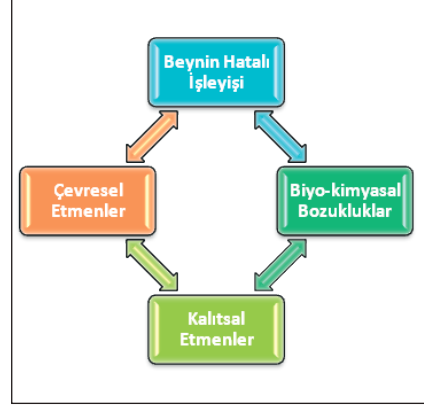 Beynin Hatalı
İşleyişi
Çevresel
Etmenler
Biyo-kimyasal
Bozukluklar
Kalıtsal
Etmenler